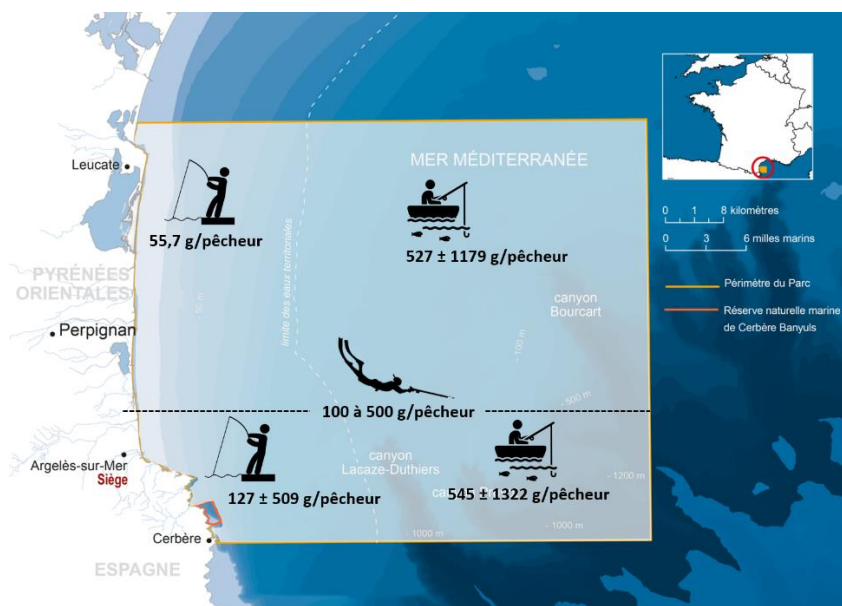 MER MÉDITERRANÉE
Leucate
55,7 g/pêcheur
527 ± 1179 g/pêcheur
0 1 8 kilomètres
0 3 6 milles marins
PYRÉNÉES
ORIENTALES
limite des eaux territoriales
50 m
canyon
Bourcart
Périmètre du Parc
Réserve naturelle marine
de Cerbère Banyuls
Perpignan
- 100 m
- 500 m
100 à 500 g/pêcheur
Argelès-sur-Mer
Siège
canyon
Lacaze-Duthiers
127 ± 509 g/pêcheur
545 ± 1322 g/pêcheur
- 1200 m
- 1000 m
- 1000 m
Cerbère
ESPAGNE